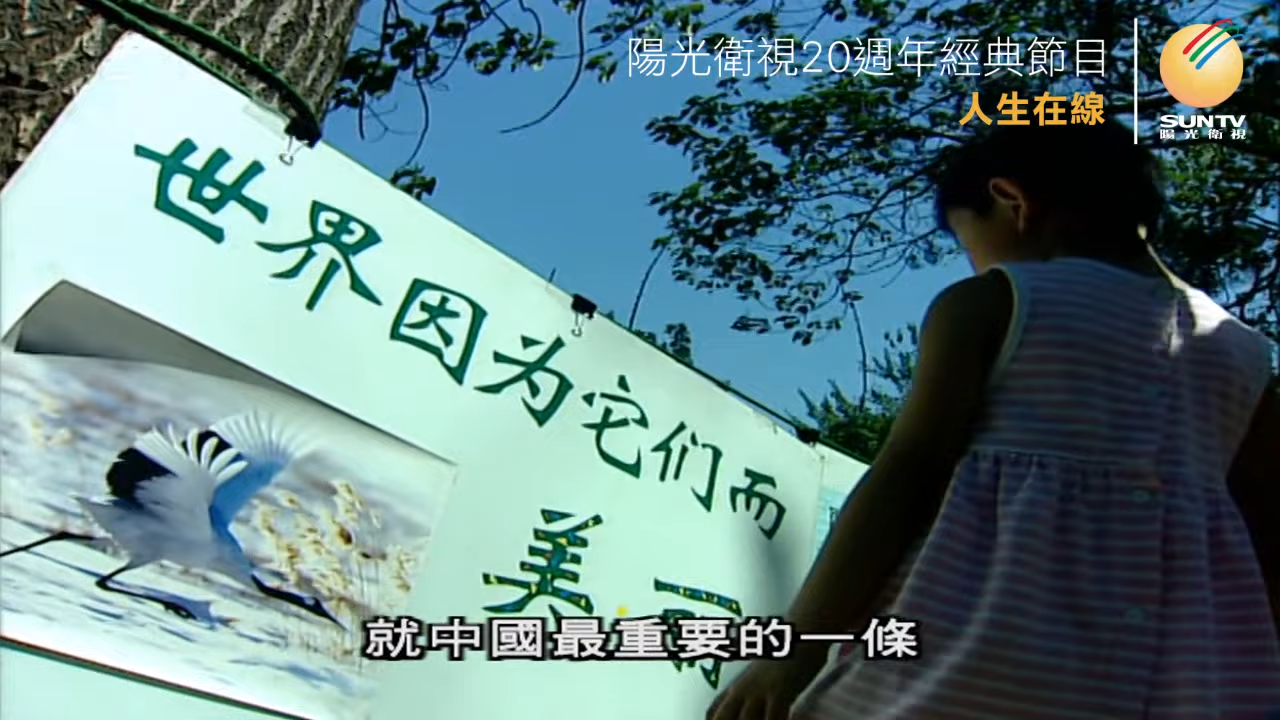 陽光衛視20週年經典節目
人生在線
SUNTV
陽光衛視
世界因为它们而
美丽
就中國最重要的一條